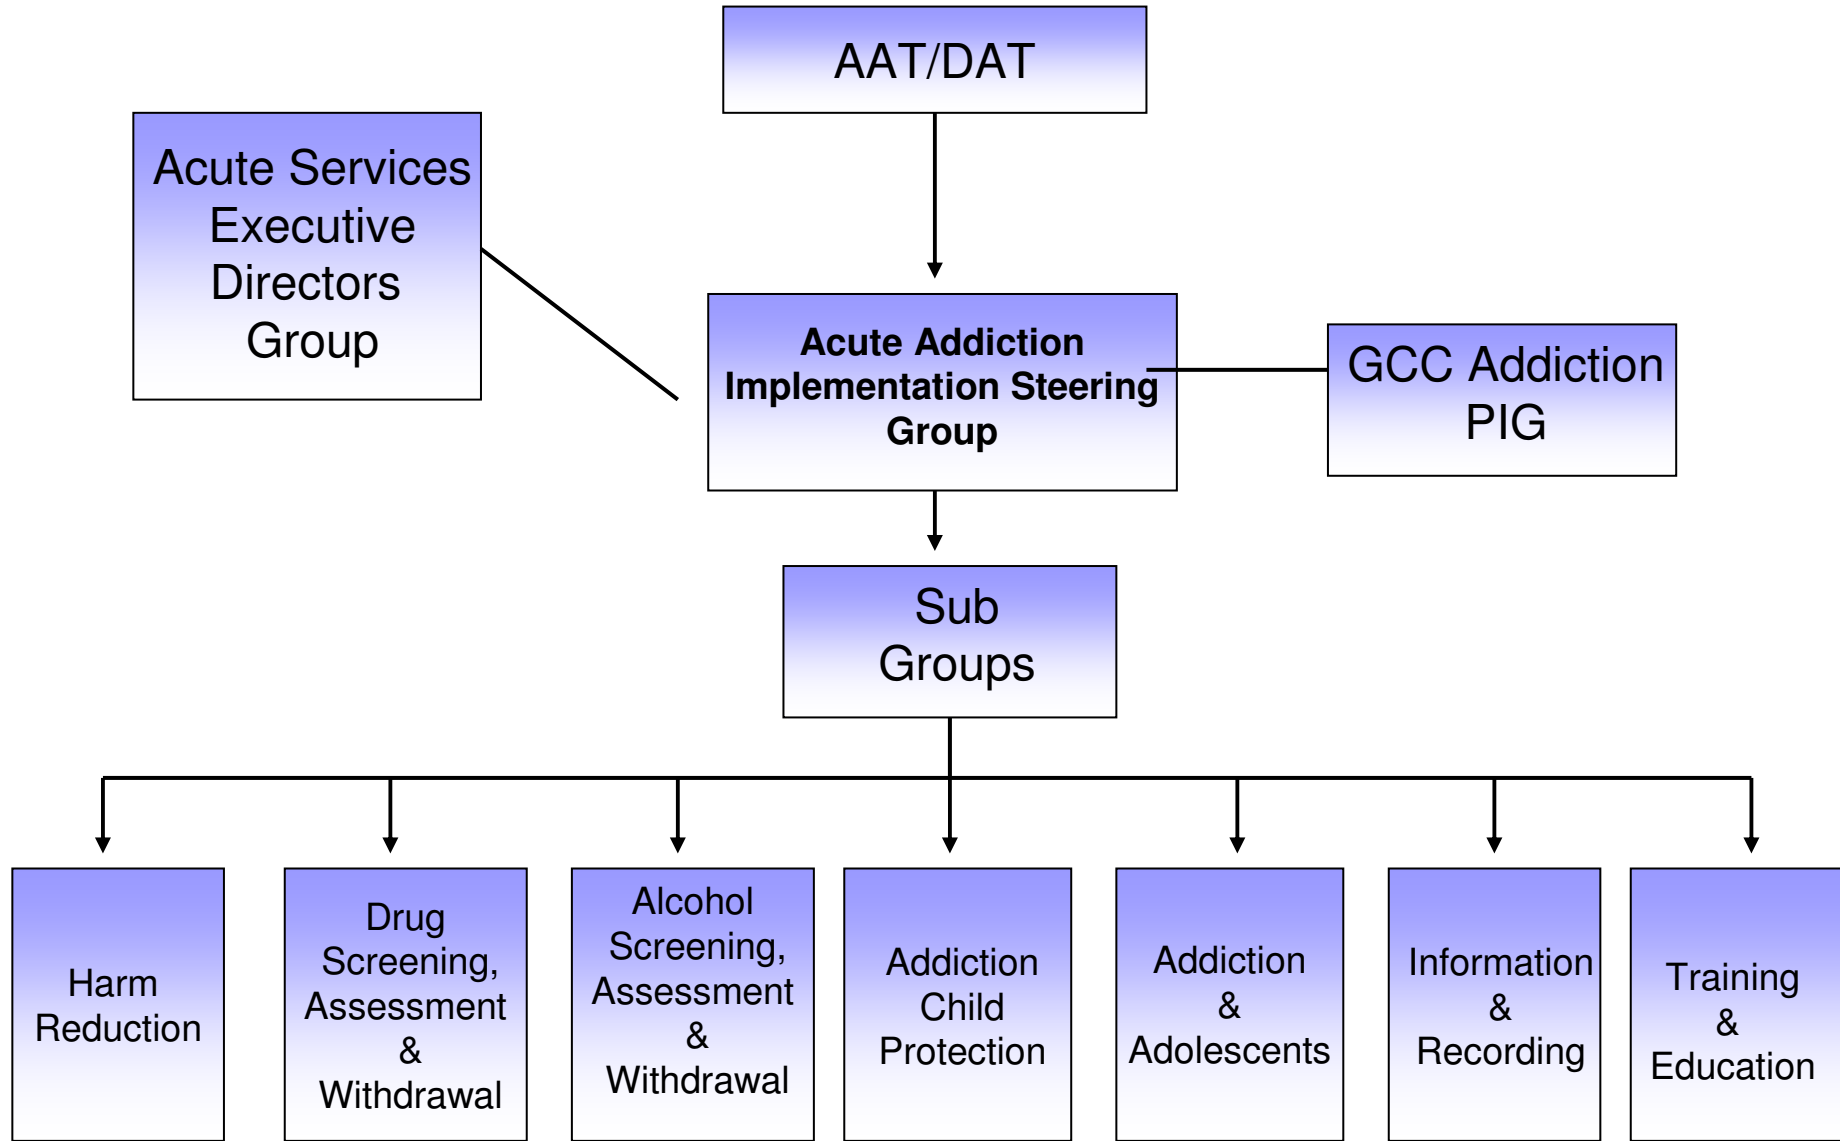 AAT/DAT
Acute Services
Executive
Directors
Group
Acute Addiction
Implementation Steering
Group
GCC Addiction
PIG
Sub
Groups
Harm
Reduction
Drug
Screening,
Assessment
&
Withdrawal
Alcohol
Screening,
Assessment
&
Withdrawal
Addiction
Child
Protection
Addiction
&
Adolescents
Information
&
Recording
Training
&
Education